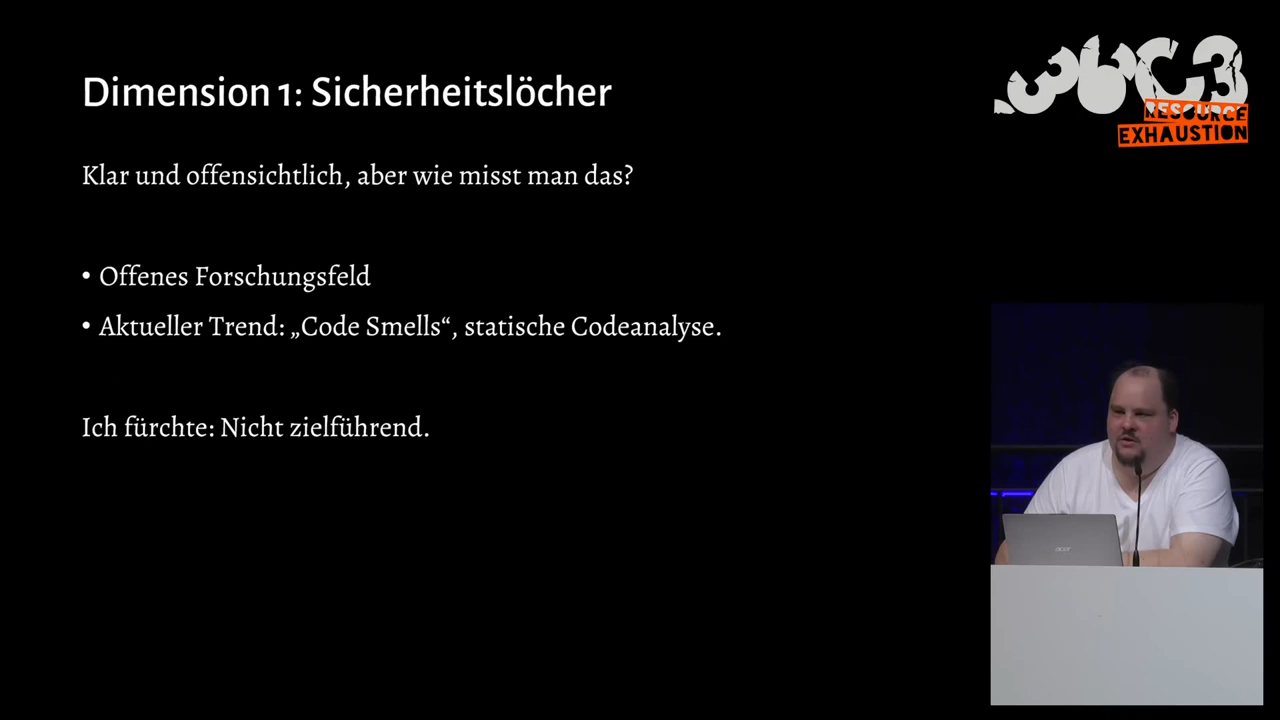 Dimension 1: Sicherheitslöcher
36C3
RESOURCE
EXHAUSTION
Klar und offensichtlich, aber wie misst man das?
• Offenes Forschungsfeld
• Aktueller Trend: „Code Smells“, statische Codeanalyse.
Ich fürchte: Nicht zielführend.
acer